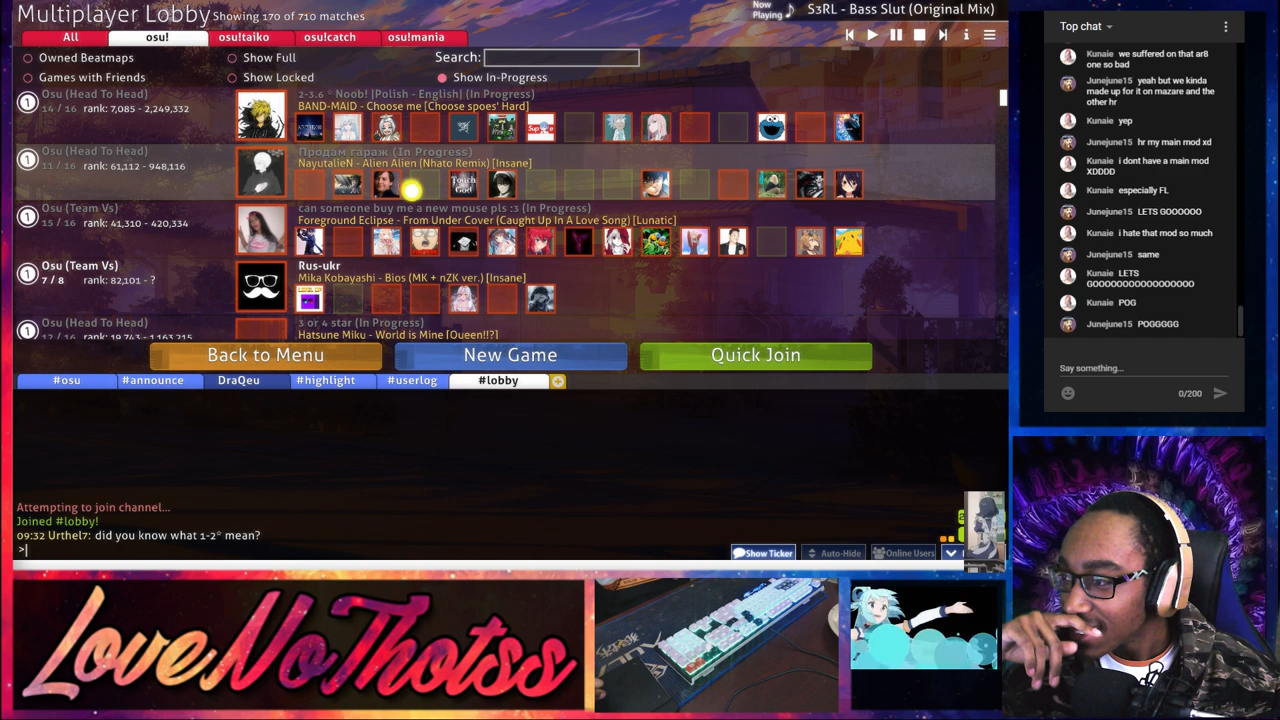 Multiplayer Lobby Showing 170 of 710 matches
Now Playing
S3RL - Bass Slut (Original Mix)
All
osu!
osu!taiko
osu!catch
osu!mania
Owned Beatmaps
Show Full
Search:
Games with Friends
Show Locked
Show In-Progress
Osu (Head To Head)
14 / 16 rank: 7,085 - 2,249,332
2-3.6 * Noob! |Polish - English| (In Progress)
BAND-MAID - Choose me [Choose spoes' Hard]
Osu (Head To Head)
11 / 16 rank: 61,112 - 948,116
Продам гараж (In Progress)
NayutalieN - Alien Alien (Nhato Remix) [Insane]
Touch God
Osu (Team Vs)
15 / 16 rank: 41,310 - 420,334
can someone buy me a new mouse pls :3 (In Progress)
Foreground Eclipse - From Under Cover (Caught Up In A Love Song) [Lunatic]
Osu (Team Vs)
7 / 8 rank: 82,101 - ?
Rus-ukr
Mika Kobayashi - Bios (MK + nZK ver.) [Insane]
Osu (Head To Head)
12 / 16 rank: 19,743 - 1,163,215
3 or 4 star (In Progress)
Hatsune Miku - World is Mine [Queen!!?]
Back to Menu
New Game
Quick Join
#osu
#announce
DraQeu
#highlight
#userlog
#lobby
Attempting to join channel...
Joined #lobby!
09:32 Urthel7: did you know what 1-2* mean?
>|
Show Ticker
Auto-Hide
Online Users
Top chat
Kunaie we suffered on that ar8
one so bad
Junejune15 yeah but we kinda
made up for it on mazare and the
other hr
Kunaie yep
Junejune15 hr my main mod xd
Kunaie i dont have a main mod
XDDDD
Kunaie especially FL
Junejune15 LETS GOOOOOO
Kunaie i hate that mod so much
Junejune15 same
Kunaie LETS
GOOOOOOOOOOOOOOOOOO
Kunaie POG
Junejune15 POGGGGG
Say something...
0/200
LoveNoThotss